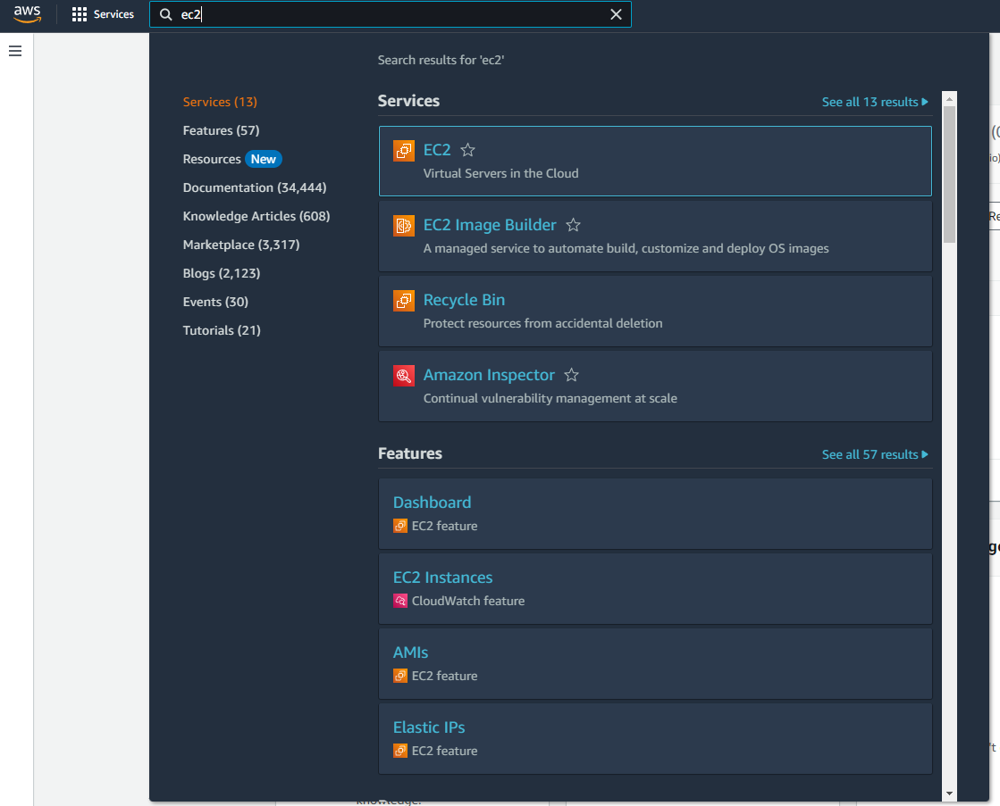 aws
Services
ec2
Search results for 'ec2'
Services (13)
Features (57)
Resources New
Documentation (34,444)
Knowledge Articles (608)
Marketplace (3,317)
Blogs (2,123)
Events (30)
Tutorials (21)
Services
See all 13 results
EC2
Virtual Servers in the Cloud
EC2 Image Builder
A managed service to automate build, customize and deploy OS images
Recycle Bin
Protect resources from accidental deletion
Amazon Inspector
Continual vulnerability management at scale
Features
See all 57 results
Dashboard
EC2 feature
EC2 Instances
CloudWatch feature
AMIs
EC2 feature
Elastic IPs
EC2 feature
knowledge.